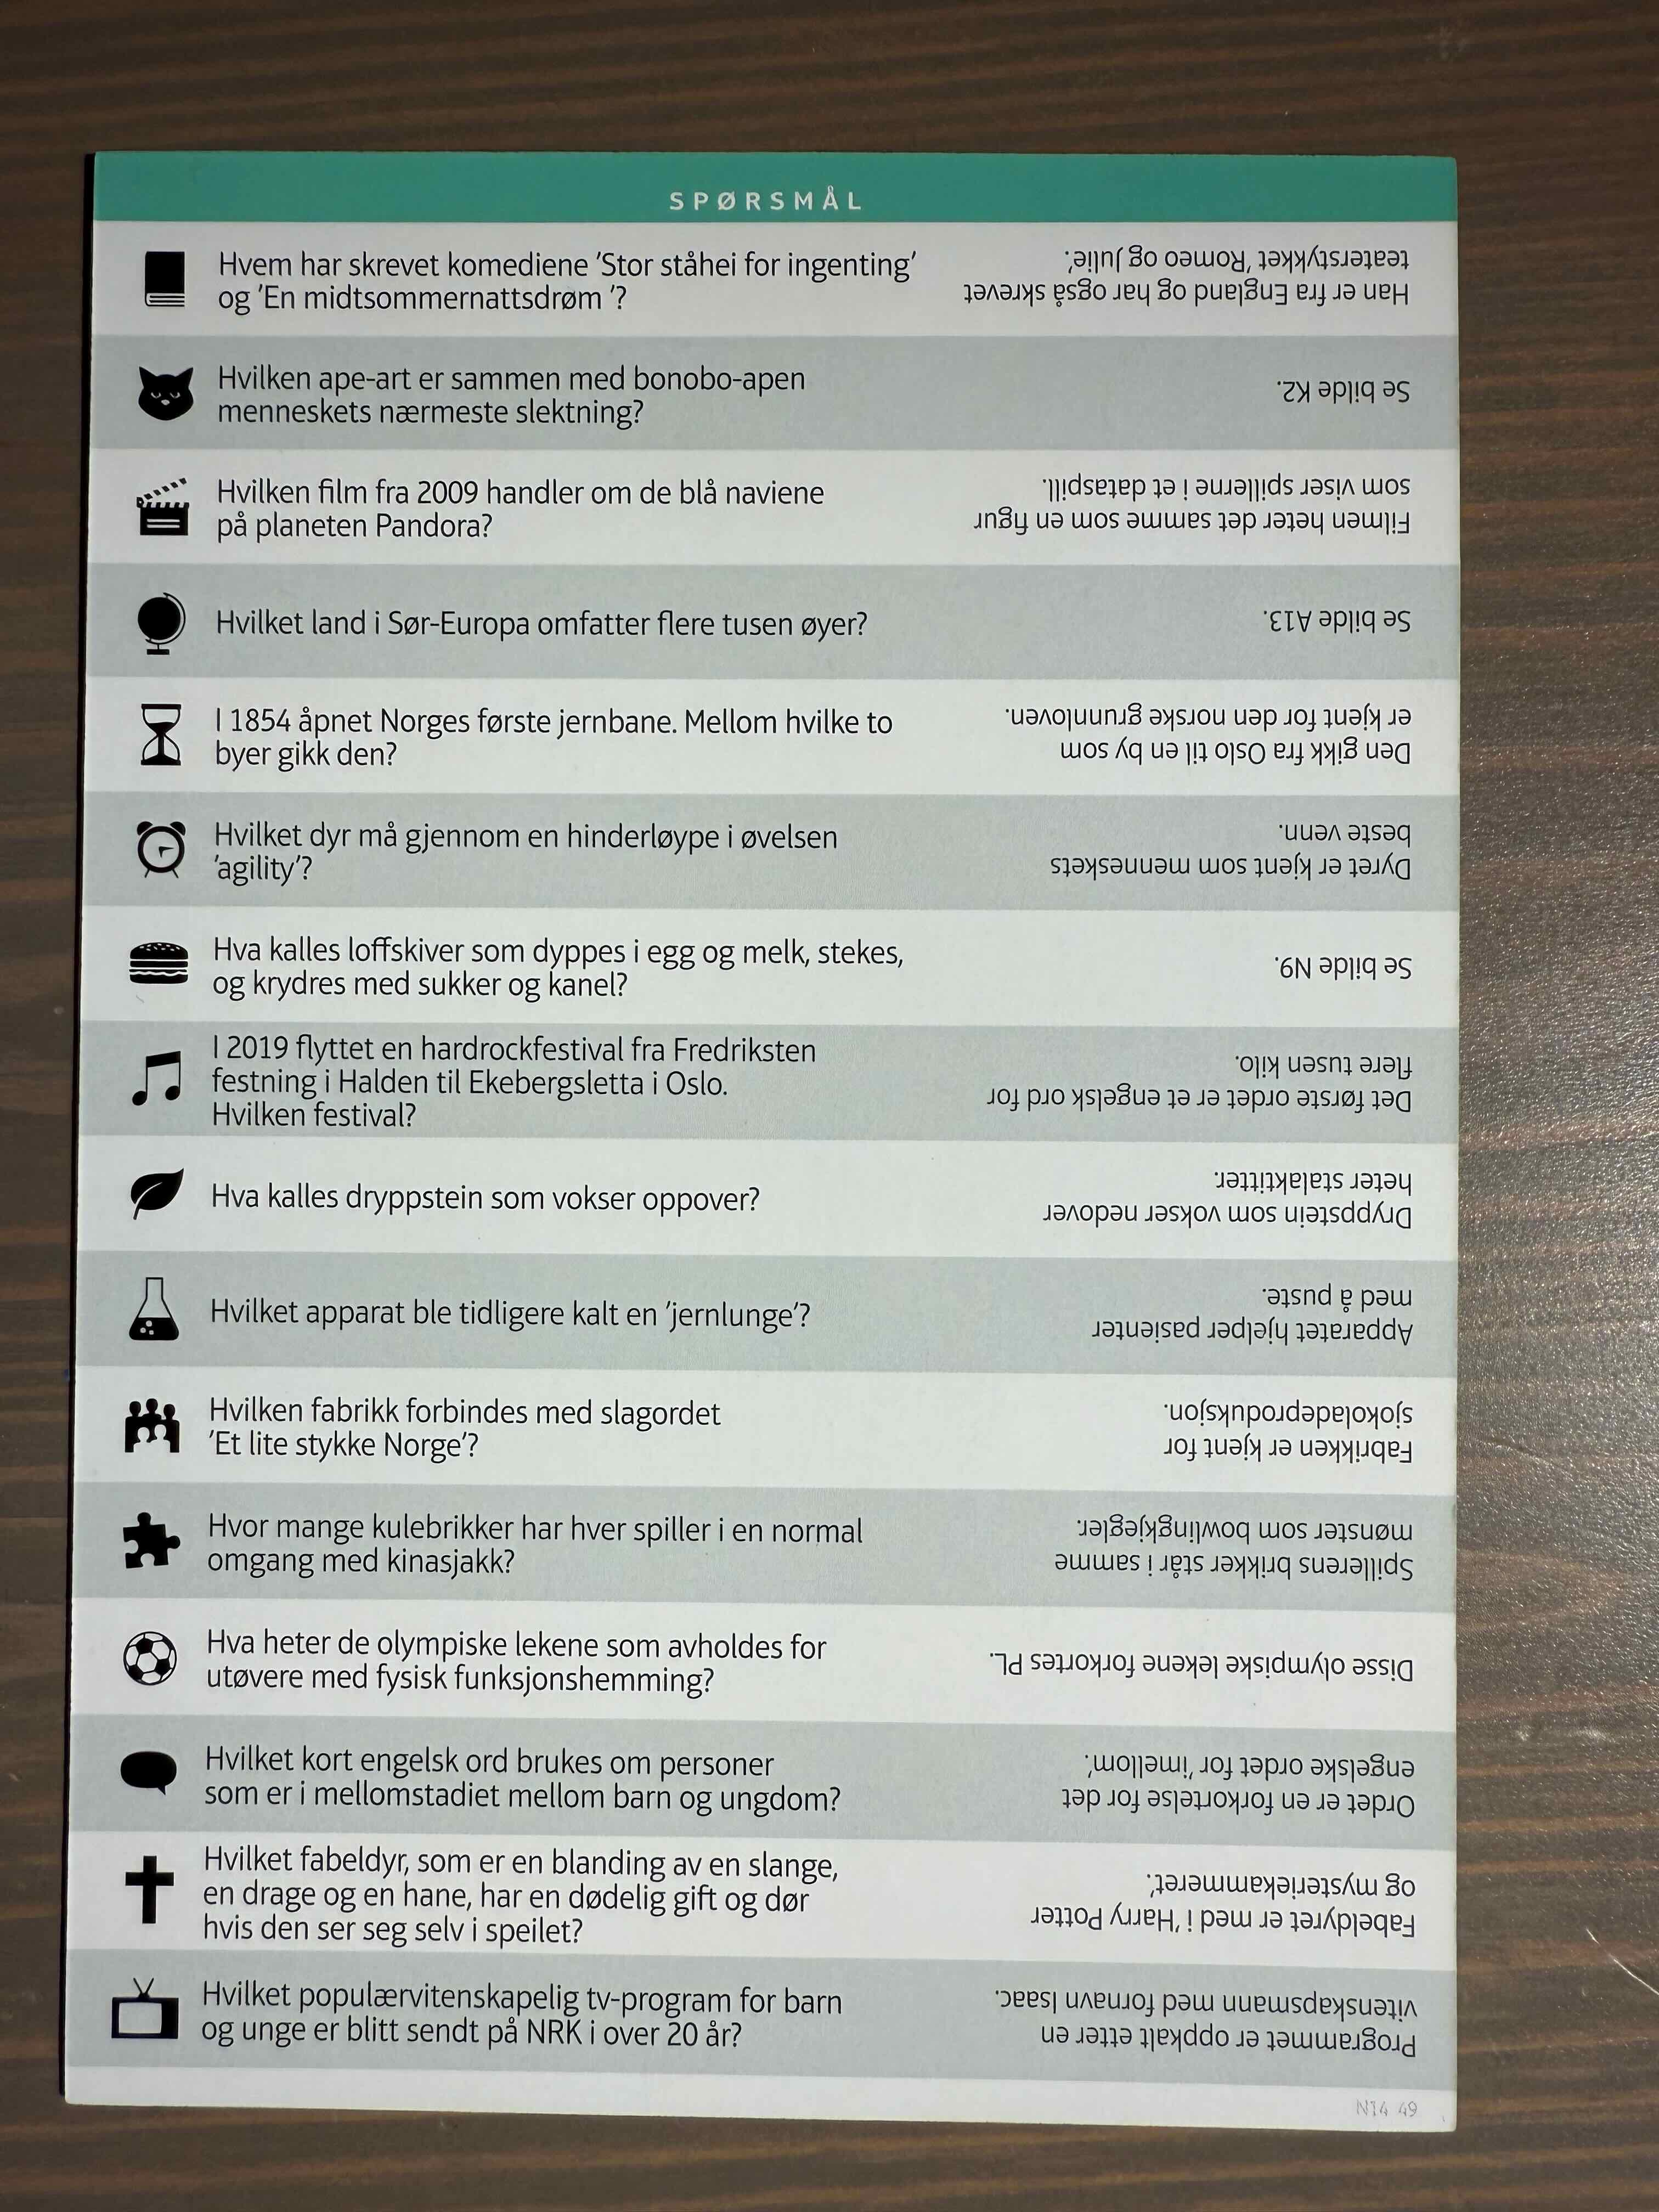 SPØRSMÅL
Hvem har skrevet komediene 'Stor ståhei for ingenting'
og 'En midtsommernattsdrøm '?
Han er fra England og har også skrevet
teaterstykket 'Romeo og Julie'.
Hvilken ape-art er sammen med bonobo-apen
menneskets nærmeste slektning?
Se bilde K2.
Hvilken film fra 2009 handler om de blå naviene
på planeten Pandora?
Filmen heter det samme som en figur
som viser spillerne i et dataspill.
Hvilket land i Sør-Europa omfatter flere tusen øyer?
Se bilde A13.
I 1854 åpnet Norges første jernbane. Mellom hvilke to
byer gikk den?
Den gikk fra Oslo til en by som
er kjent for den norske grunnloven.
Hvilket dyr må gjennom en hinderløype i øvelsen
'agility'?
Dyret er kjent som menneskets
beste venn.
Hva kalles loffskiver som dyppes i egg og melk, stekes,
og krydres med sukker og kanel?
Se bilde N9.
I 2019 flyttet en hardrockfestival fra Fredriksten
festning i Halden til Ekebergsletta i Oslo.
Hvilken festival?
Det første ordet er et engelsk ord for
flere tusen kilo.
Hva kalles dryppstein som vokser oppover?
Dryppstein som vokser nedover
heter stalaktitter.
Hvilket apparat ble tidligere kalt en 'jernlunge'?
Apparatet hjelper pasienter
med å puste.
Hvilken fabrikk forbindes med slagordet
'Et lite stykke Norge'?
Fabrikken er kjent for
sjokoladeproduksjon.
Hvor mange kulebrikker har hver spiller i en normal
omgang med kinasjakk?
Spillerens brikker står i samme
mønster som bowlingkjegler.
Hva heter de olympiske lekene som avholdes for
utøvere med fysisk funksjonshemming?
Disse olympiske lekene forkortes PL.
Hvilket kort engelsk ord brukes om personer
som er i mellomstadiet mellom barn og ungdom?
Ordet er en forkortelse for det
engelske ordet for 'imellom'.
Hvilket fabeldyr, som er en blanding av en slange,
en drage og en hane, har en dødelig gift og dør
hvis den ser seg selv i speilet?
Fabeldyret er med i 'Harry Potter
og mysteriekammeret'.
Hvilket populærvitenskapelig tv-program for barn
og unge er blitt sendt på NRK i over 20 år?
Programmet er oppkalt etter en
vitenskapsmann med fornavn Isaac.
N14 49